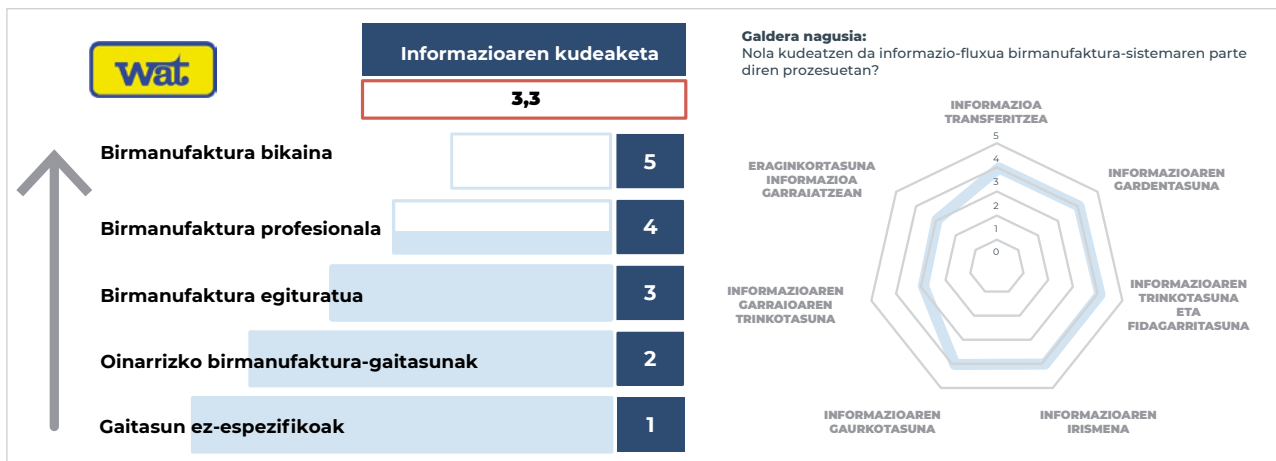 wat
Informazioaren kudeaketa
3,3
Birmanufaktura bikaina
5
Birmanufaktura profesionala
4
Birmanufaktura egituratua
3
Oinarrizko birmanufaktura-gaitasunak
2
Gaitasun ez-espezifikoak
1
Galdera nagusia:
Nola kudeatzen da informazio-fluxua birmanufaktura-sistemaren parte
diren prozesuetan?
INFORMAZIOA
TRANSFERITZEA
5
4
3
2
1
0
INFORMAZIOAREN
GARDENTASUNA
INFORMAZIOAREN
TRINKOTASUNA
ETA
FIDAGARRITASUNA
INFORMAZIOAREN
IRISMENA
INFORMAZIOAREN
GAURKOTASUNA
INFORMAZIOAREN
GARRAIOAREN
TRINKOTASUNA
ERAGINKORTASUNA
INFORMAZIOA
GARRAIATZEAN